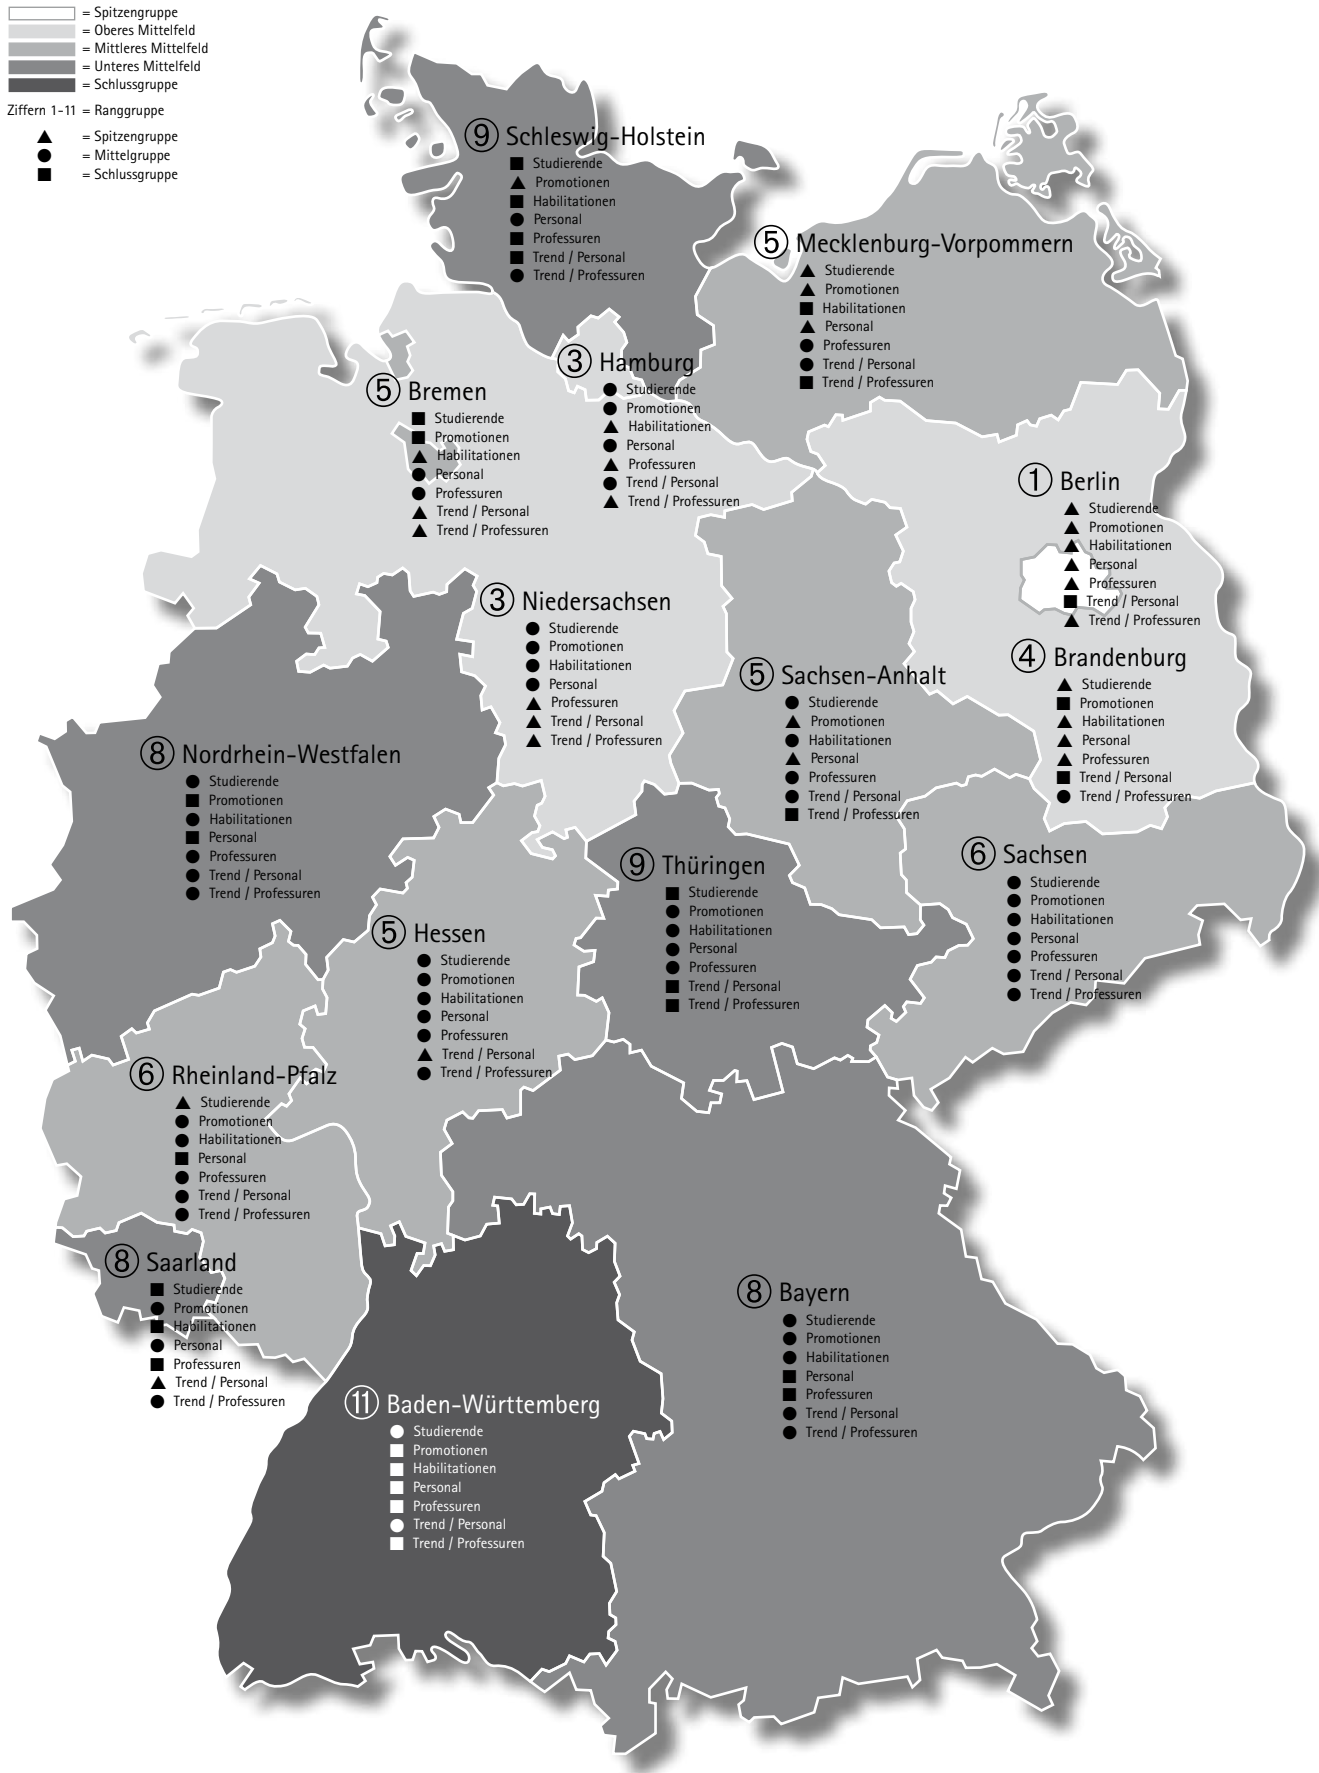 = Spitzengruppe
= Oberes Mittelfeld
= Mittleres Mittelfeld
= Unteres Mittelfeld
= Schlussgruppe
Ziffern 1-11 = Ranggruppe
= Spitzengruppe
= Mittelgruppe
= Schlussgruppe
9 Schleswig-Holstein
Studierende
Promotionen
Habilitationen
Personal
Professuren
Trend / Personal
Trend / Professuren
5 Mecklenburg-Vorpommern
Studierende
Promotionen
Habilitationen
Personal
Professuren
Trend / Personal
Trend / Professuren
3 Hamburg
Studierende
Promotionen
Habilitationen
Personal
Professuren
Trend / Personal
Trend / Professuren
5 Bremen
Studierende
Promotionen
Habilitationen
Personal
Professuren
Trend / Personal
Trend / Professuren
1 Berlin
Studierende
Promotionen
Habilitationen
Personal
Professuren
Trend / Personal
Trend / Professuren
3 Niedersachsen
Studierende
Promotionen
Habilitationen
Personal
Professuren
Trend / Personal
Trend / Professuren
4 Brandenburg
Studierende
Promotionen
Habilitationen
Personal
Professuren
Trend / Personal
Trend / Professuren
5 Sachsen-Anhalt
Studierende
Promotionen
Habilitationen
Personal
Professuren
Trend / Personal
Trend / Professuren
8 Nordrhein-Westfalen
Studierende
Promotionen
Habilitationen
Personal
Professuren
Trend / Personal
Trend / Professuren
9 Thüringen
Studierende
Promotionen
Habilitationen
Personal
Professuren
Trend / Personal
Trend / Professuren
6 Sachsen
Studierende
Promotionen
Habilitationen
Personal
Professuren
Trend / Personal
Trend / Professuren
5 Hessen
Studierende
Promotionen
Habilitationen
Personal
Professuren
Trend / Personal
Trend / Professuren
6 Rheinland-Pfalz
Studierende
Promotionen
Habilitationen
Personal
Professuren
Trend / Personal
Trend / Professuren
8 Saarland
Studierende
Promotionen
Habilitationen
Personal
Professuren
Trend / Personal
Trend / Professuren
8 Bayern
Studierende
Promotionen
Habilitationen
Personal
Professuren
Trend / Personal
Trend / Professuren
11 Baden-Württemberg
Studierende
Promotionen
Habilitationen
Personal
Professuren
Trend / Personal
Trend / Professuren